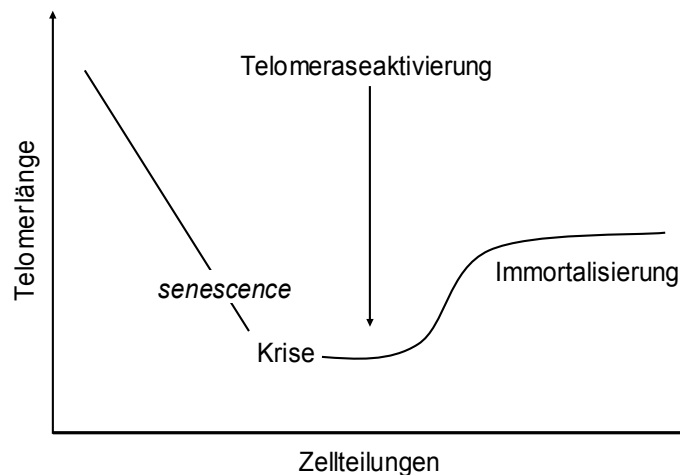 Telomeraseaktivierung
Telomerlänge
senescence
Immortalisierung
Krise
Zellteilungen